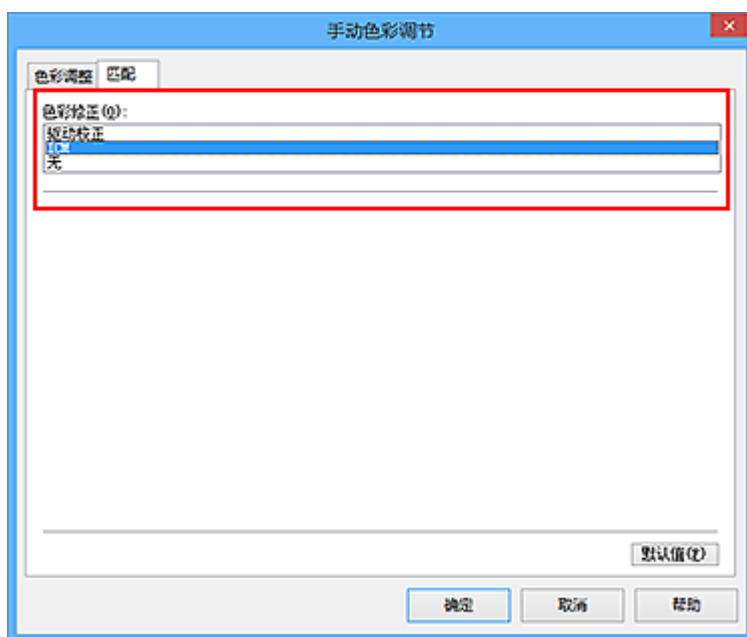 手动色彩调节
色彩调整 匹配
色彩修正(Q):
驱动校正
ICM
无
默认值(Z)
确定 取消 帮助